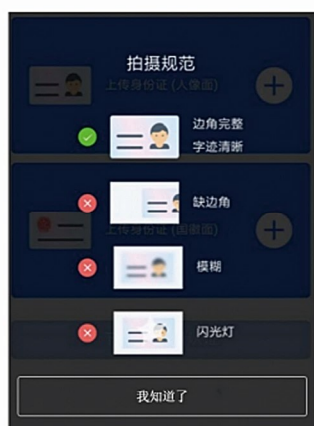 拍摄规范
上传身份证 (人像面)
边角完整
字迹清晰
缺边角
上传身份证 (国徽面)
模糊
闪光灯
我知道了